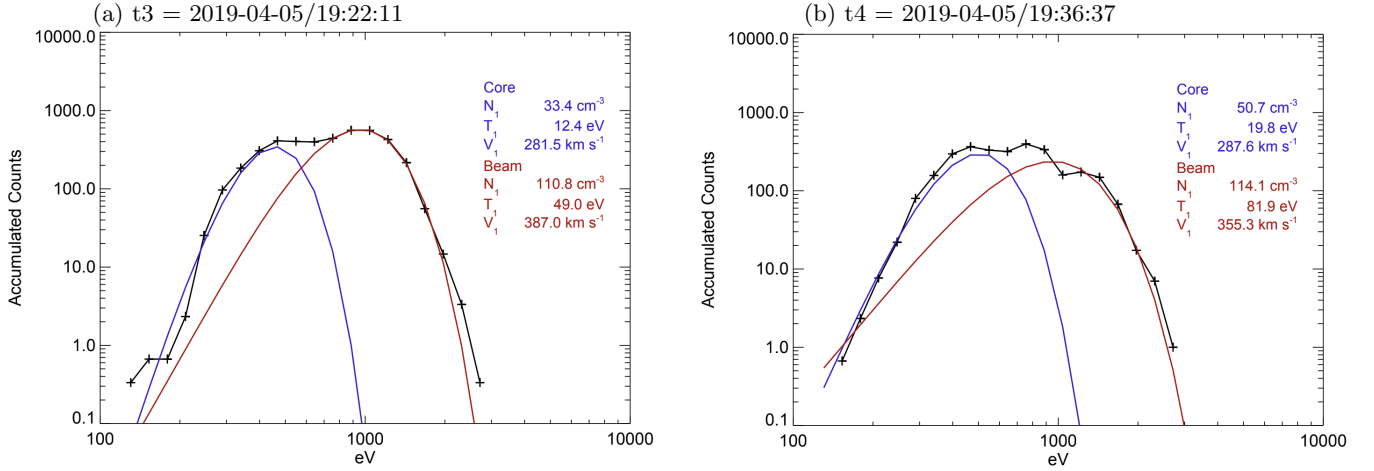 (a) t3 = 2019-04-05/19:22:11
10000.0
1000.0
100.0
10.0
1.0
0.1
Accumulated Counts
100
1000
10000
eV
Core
N₁ 33.4 cm⁻³
T₁ 12.4 eV
V₁ 281.5 km s⁻¹
Beam
N₁ 110.8 cm⁻³
T₁ 49.0 eV
V₁ 387.0 km s⁻¹
(b) t4 = 2019-04-05/19:36:37
10000.0
1000.0
100.0
10.0
1.0
0.1
Accumulated Counts
100
1000
10000
eV
Core
N₁ 50.7 cm⁻³
T₁ 19.8 eV
V₁ 287.6 km s⁻¹
Beam
N₁ 114.1 cm⁻³
T₁ 81.9 eV
V₁ 355.3 km s⁻¹